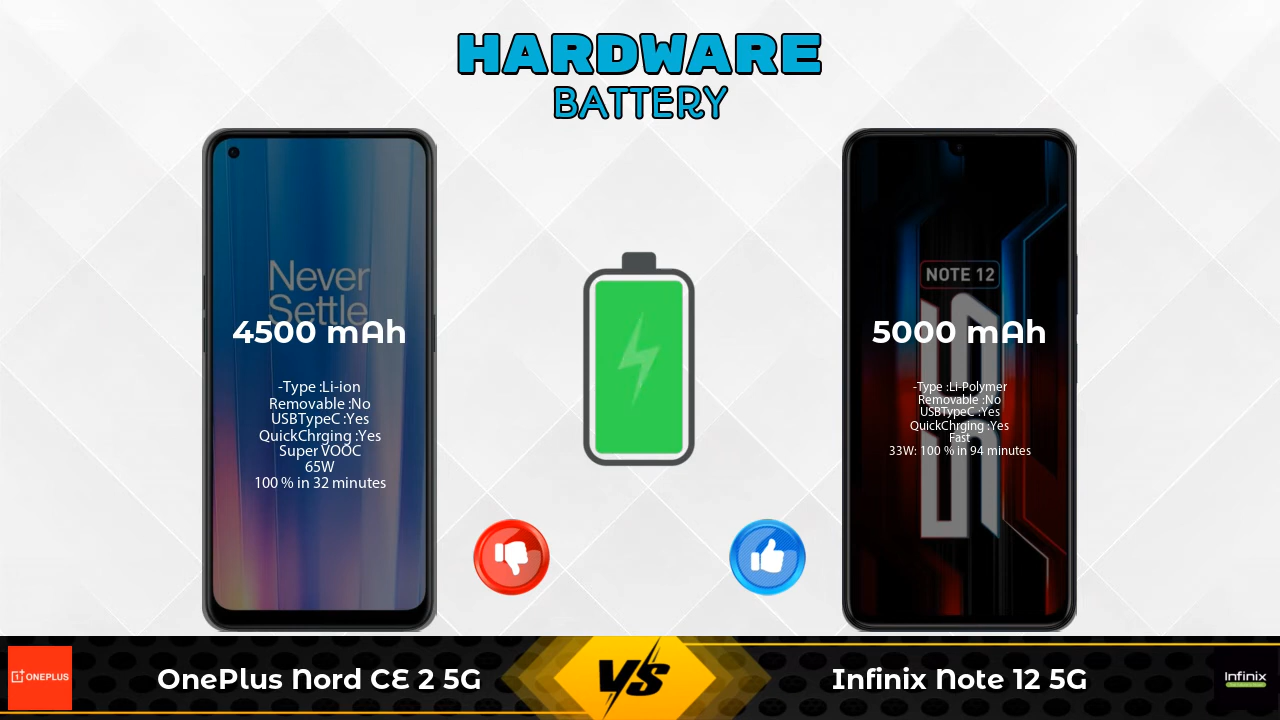 HARDWARE
BATTERY
Never
Settle
4500 mAh
-Type :Li-ion
Removable :No
USBTypeC :Yes
QuickChrging :Yes
Super VOOC
65W
100 % in 32 minutes
NOTE 12
5G
5000 mAh
-Type :Li-Polymer
Removable :No
USBTypeC :Yes
QuickChrging :Yes
Fast
33W: 100 % in 94 minutes
1+ ONEPLUS
OnePlus Nord CE 2 5G
VS
Infinix Note 12 5G
Infinix